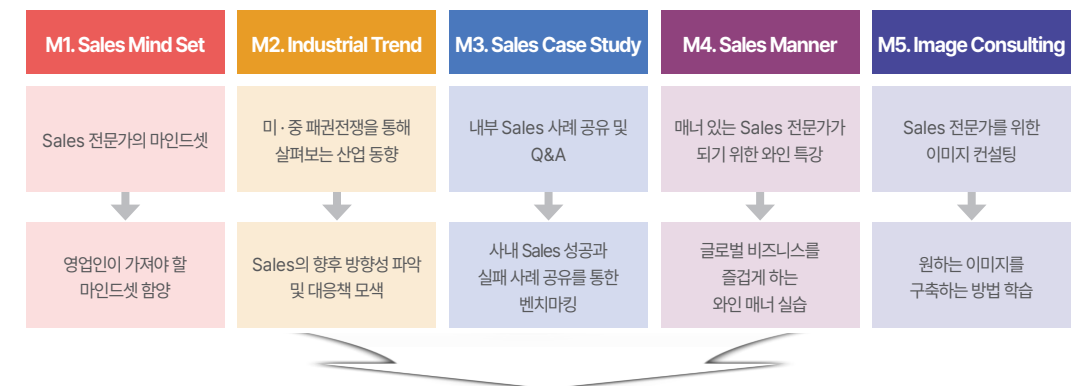 M1. Sales Mind Set
M2. Industrial Trend
M3. Sales Case Study
M4. Sales Manner
M5. Image Consulting
Sales 전문가의 마인드셋
미 · 중 패권전쟁을 통해
살펴보는 산업 동향
내부 Sales 사례 공유 및
Q&A
매너 있는 Sales 전문가가
되기 위한 와인 특강
Sales 전문가를 위한
이미지 컨설팅
영업인이 가져야 할
마인드셋 함양
Sales의 향후 방향성 파악
및 대응책 모색
사내 Sales 성공과
실패 사례 공유를 통한
벤치마킹
글로벌 비즈니스를
즐겁게 하는
와인 매너 실습
원하는 이미지를
구축하는 방법 학습